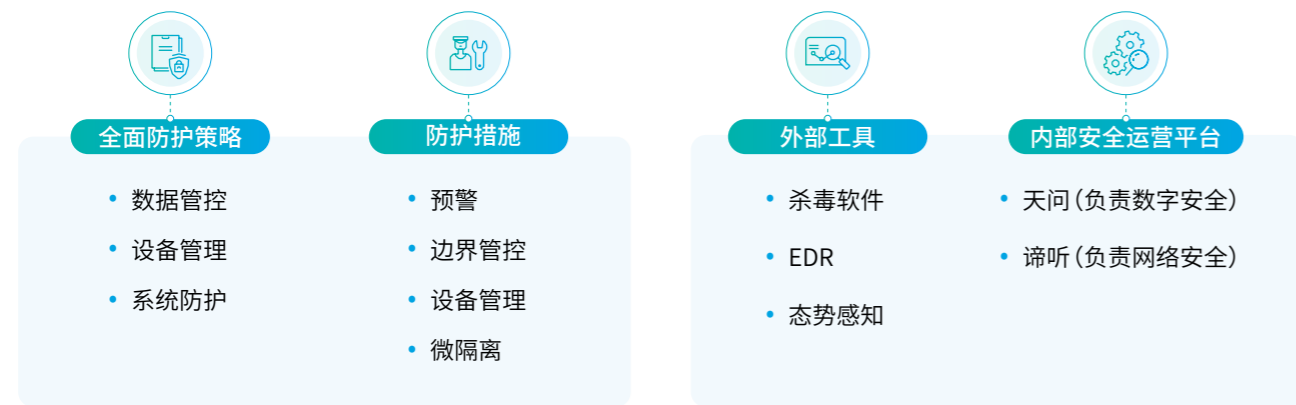 全面防护策略
数据管控
设备管理
系统防护
防护措施
预警
边界管控
设备管理
微隔离
外部工具
杀毒软件
EDR
态势感知
内部安全运营平台
天问（负责数字安全）
谛听（负责网络安全）